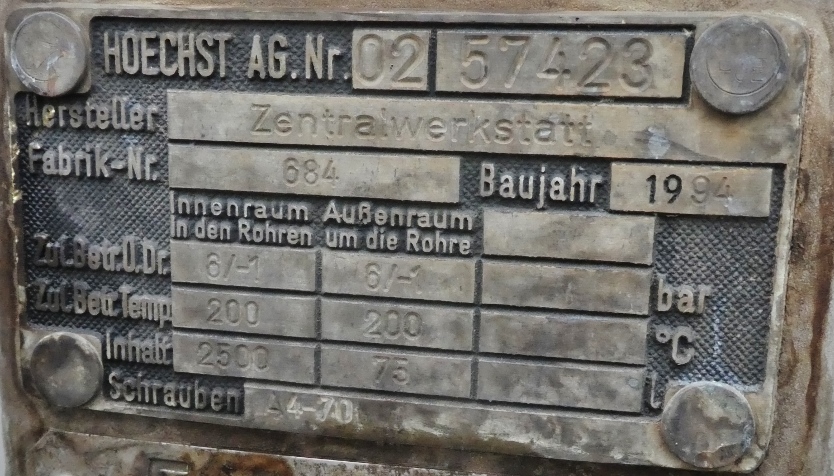 HOECHST AG. Nr. 02 57423
Hersteller Zentralwerkstatt
Fabrik-Nr. 684 Baujahr 1994
Innenraum Außenraum
in den Rohren um die Rohre
Zul.Betr.Ü.Dr. 6/-1 6/-1 bar
Zul.Betr.Temp 200 200 °C
Inhalt 2500 75 l
Schrauben A4-70